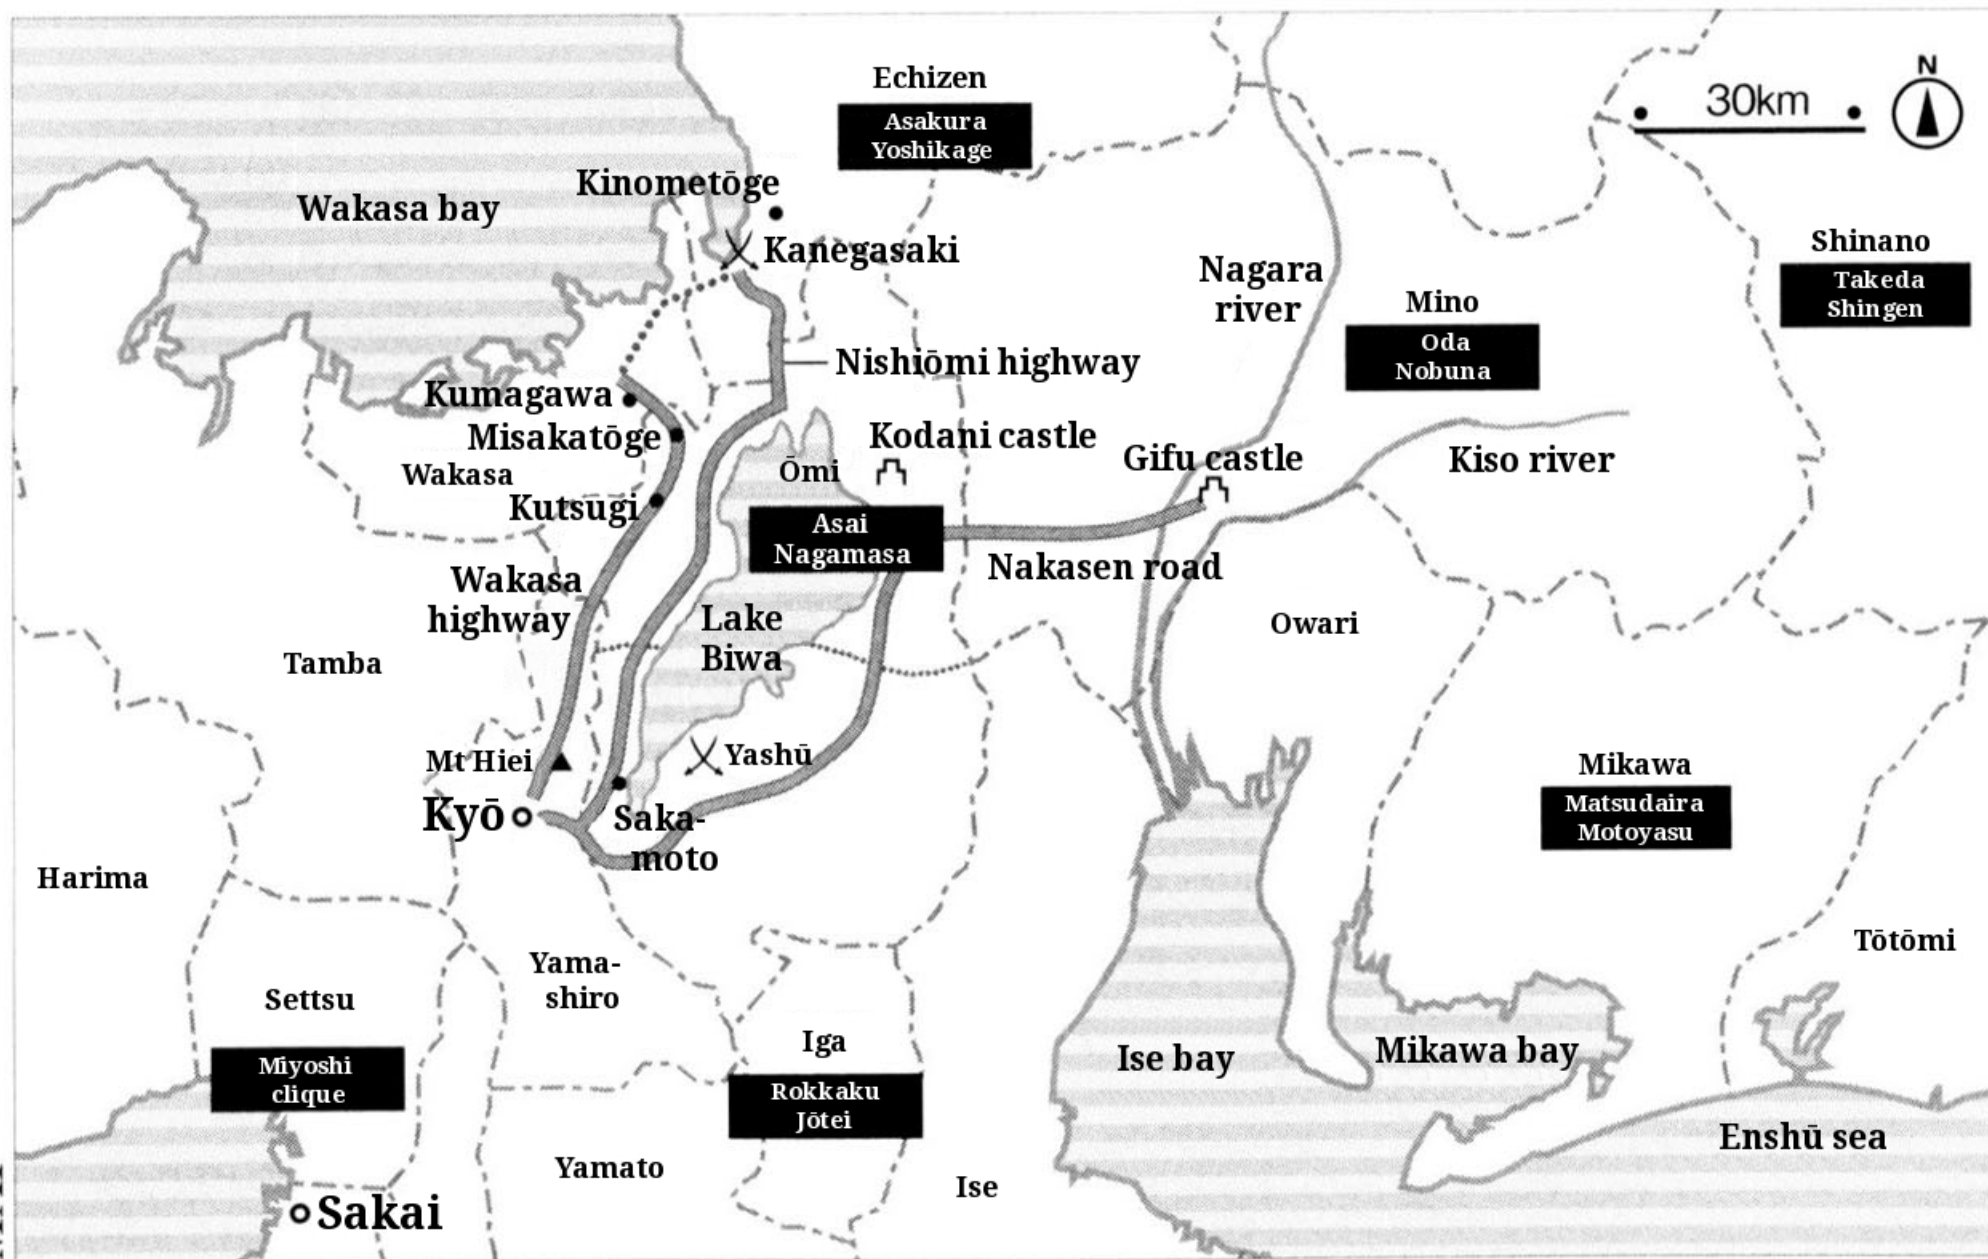 N
30km
Echizen
Asakura
Yoshikage
Kinometōge
Wakasa bay
Kanegasaki
Shinano
Takeda
Shingen
Nagara
river
Mino
Oda
Nobuna
Nishiōmi highway
Kumagawa
Misakatōge
Kodani castle
Ōmi
Gifu castle
Kiso river
Wakasa
Kutsugi
Asai
Nagamasa
Nakasen road
Wakasa
highway
Lake
Biwa
Owari
Tamba
Mt Hiei
Yashū
Mikawa
Matsudaira
Motoyasu
Kyō
Saka-
moto
Harima
Tōtōmi
Yama-
shiro
Settsu
Miyoshi
clique
Iga
Rokkaku
Jōtei
Ise bay
Mikawa bay
Enshū sea
Yamato
Ise
Sakai